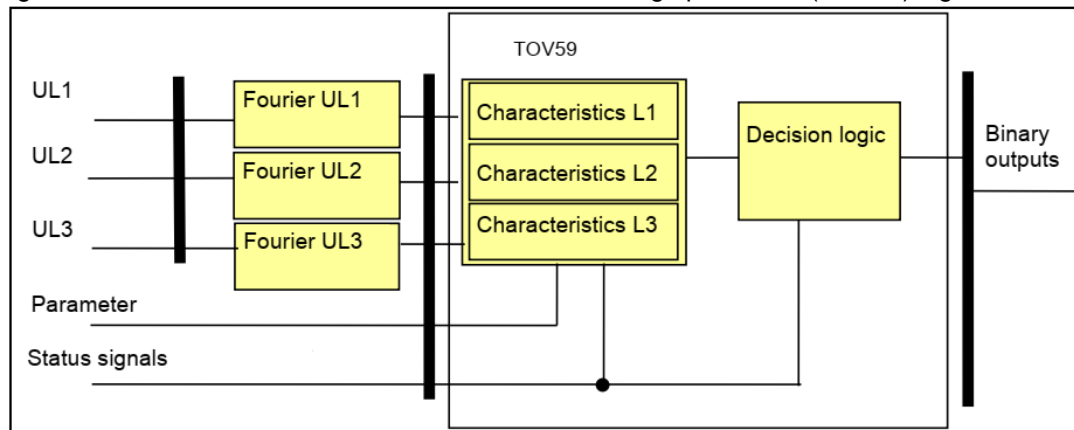 TOV59
UL1
Fourier UL1
Characteristics L1
Decision logic
Binary
outputs
UL2
Fourier UL2
Characteristics L2
UL3
Fourier UL3
Characteristics L3
Parameter
Status signals